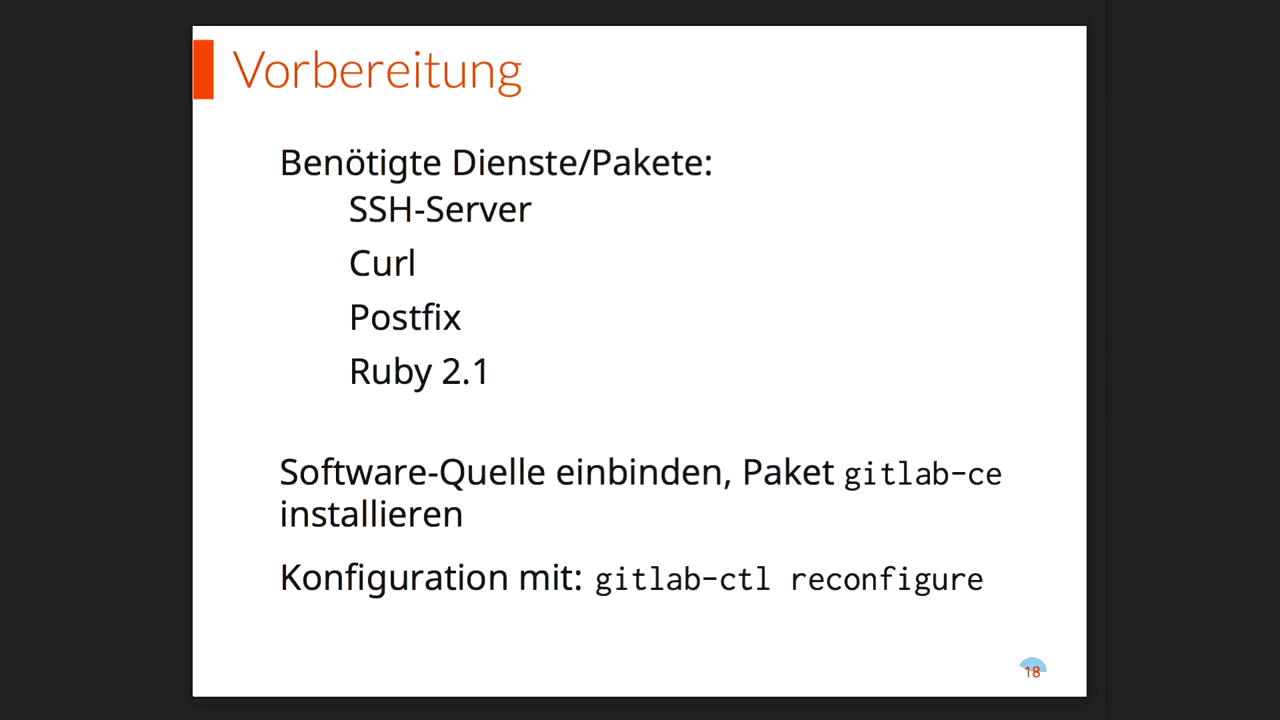 Vorbereitung
Benötigte Dienste/Pakete:
SSH-Server
Curl
Postfix
Ruby 2.1
Software-Quelle einbinden, Paket gitlab-ce
installieren
Konfiguration mit: gitlab-ctl reconfigure
18